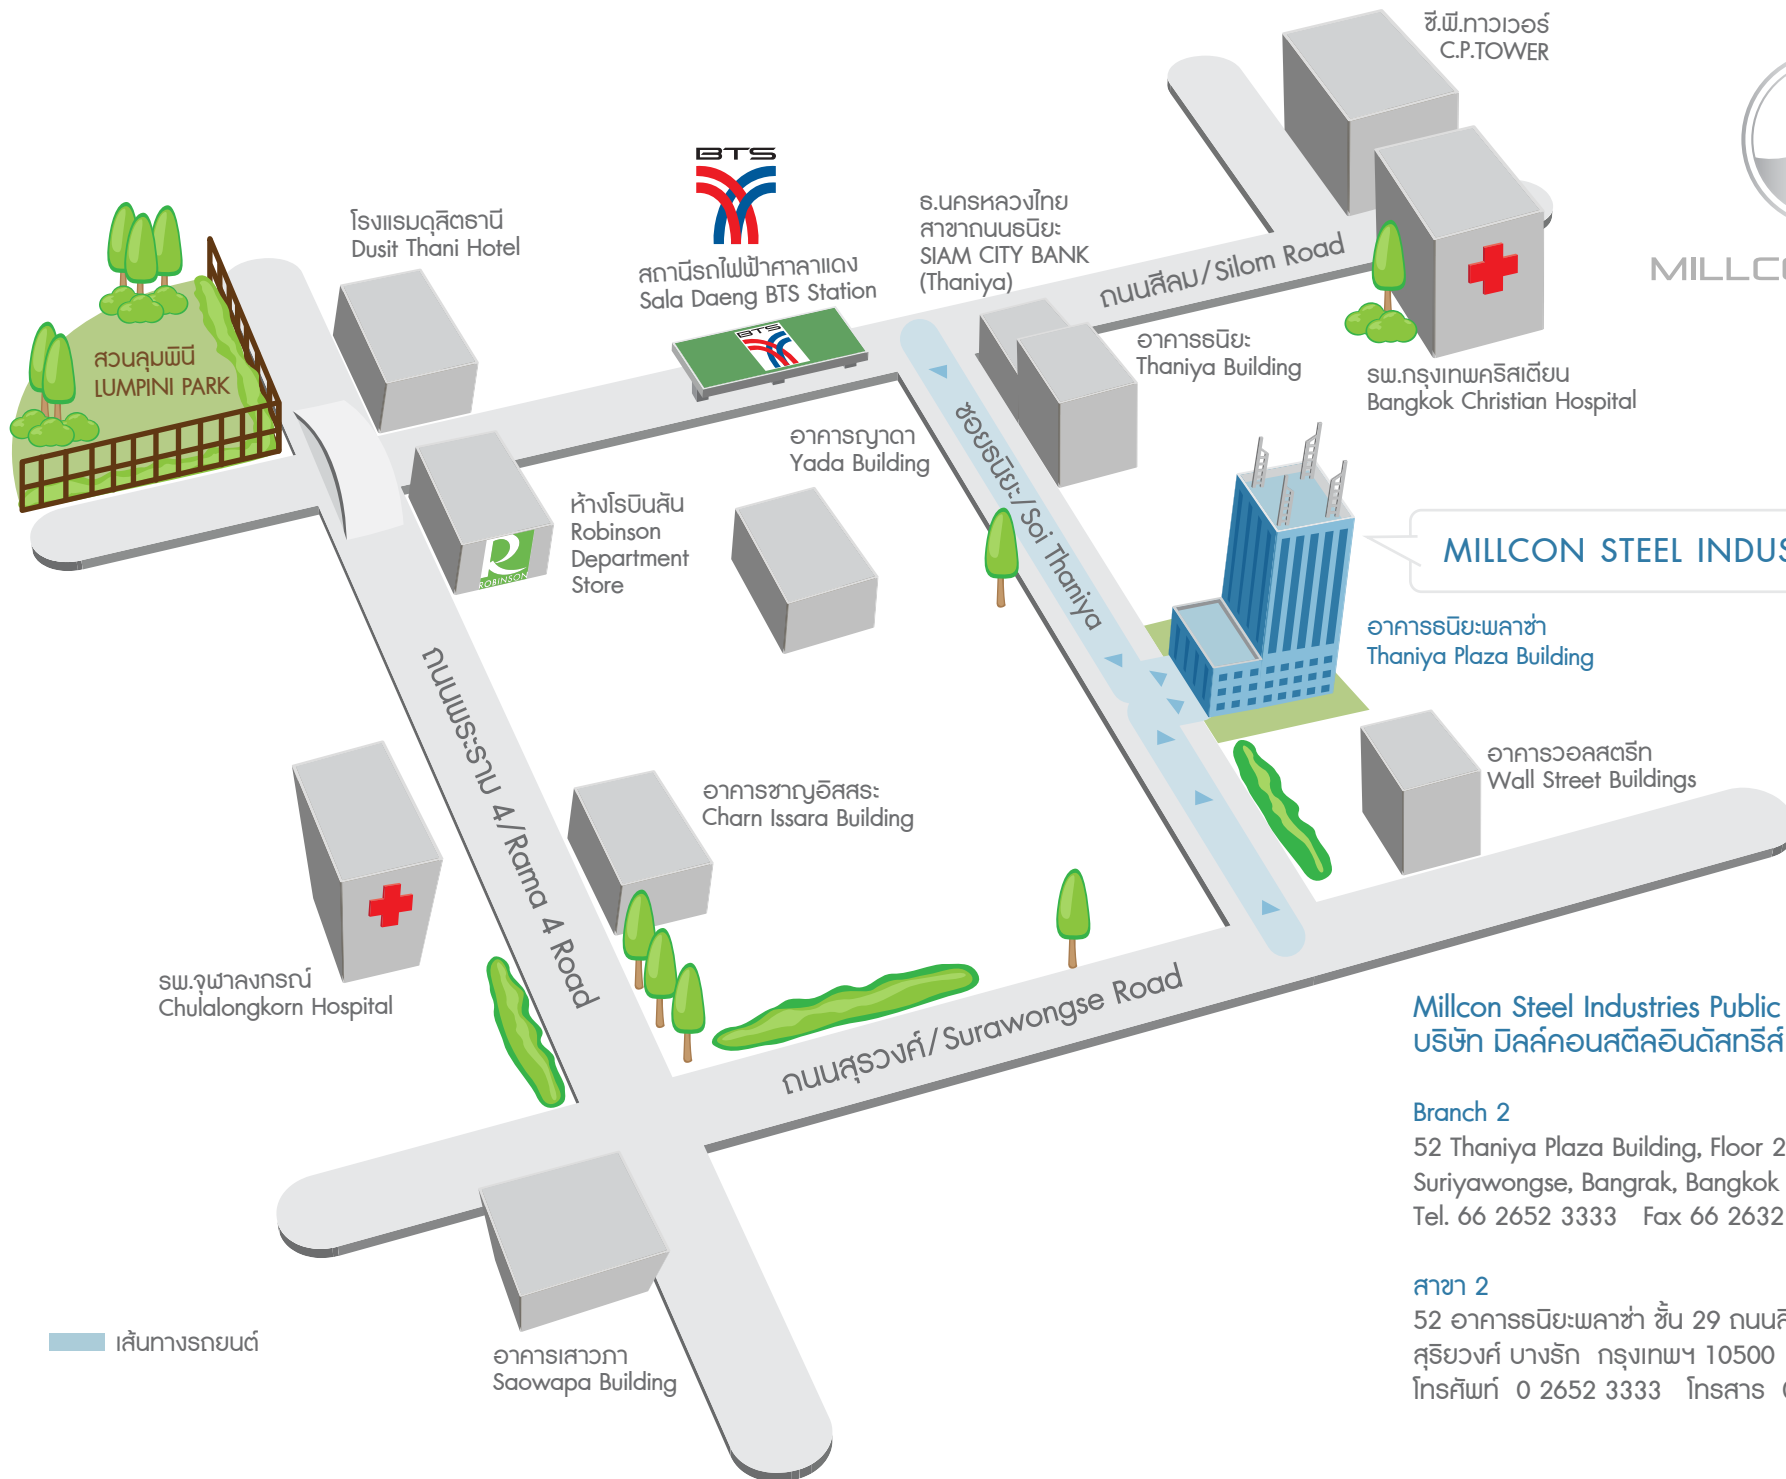 ซี.พี.ทาวเวอร์
C.P.TOWER
BTS
โรงแรมดุสิตธานี
Dusit Thani Hotel
สถานีรถไฟฟ้าศาลาแดง
Sala Daeng BTS Station
ธ.นครหลวงไทย
สาขาถนนธนิยะ
SIAM CITY BANK
(Thaniya)
ถนนสีลม/Silom Road
BTS
อาคารธนิยะ
Thaniya Building
รพ.กรุงเทพคริสเตียน
Bangkok Christian Hospital
สวนลุมพินี
LUMPINI PARK
อาคารญาดา
Yada Building
ซอยธนิยะ/Soi Thaniya
ห้างโรบินสัน
Robinson
Department
Store
ROBINSON
MILLCON STEEL
อาคารธนิยะพลาซ่า
Thaniya Plaza Building
ถนนพระราม 4/Rama 4 Road
อาคารวอลสตรีท
Wall Street Buildings
อาคารชาญอิสสระ
Charn Issara Building
รพ.จุฬาลงกรณ์
Chulalongkorn Hospital
ถนนสุรวงศ์/Surawongse Road
Millcon Steel Industries Public
บริษัท มิลล์คอนสตีลอินดัสทรีส์
Branch 2
52 Thaniya Plaza Building, Floor 2
Suriyawongse, Bangrak, Bangkok
Tel. 66 2652 3333 Fax 66 2632
สาขา 2
52 อาคารธนิยะพลาซ่า ชั้น 29
สุริยวงศ์ บางรัก กรุงเทพฯ 10500
โทรศัพท์ 0 2652 3333 โทรสาร
เส้นทางรถยนต์
อาคารเสาวภา
Saowapa Building